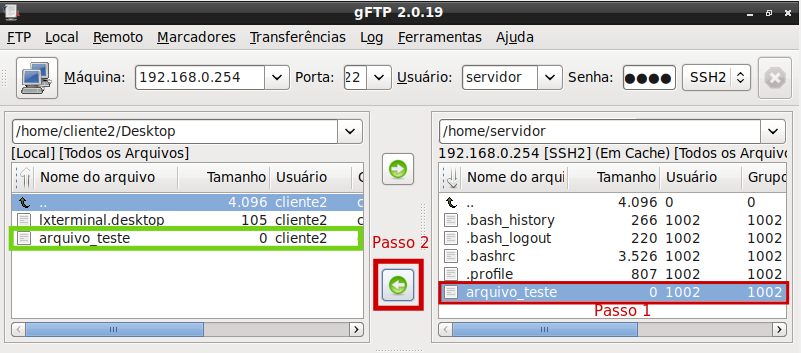 gFTP 2.0.19
FTP Local Remoto Marcadores Transferências Log Ferramentas Ajuda
Máquina: 192.168.0.254 Porta: 22 Usuário: servidor Senha: ●●●● SSH2
/home/cliente2/Desktop
[Local] [Todos os Arquivos]
Nome do arquivo Tamanho Usuário
.. 4.096 cliente2
lxterminal.desktop 105 cliente2
arquivo_teste 0 cliente2
Passo 2
/home/servidor
192.168.0.254 [SSH2] (Em Cache) [Todos os Arquivo
Nome do arqui Tamanho Usuário Grupo
.. 4.096 0 0
.bash_history 266 1002 1002
.bash_logout 220 1002 1002
.bashrc 3.526 1002 1002
.profile 807 1002 1002
arquivo_teste 0 1002 1002
Passo 1